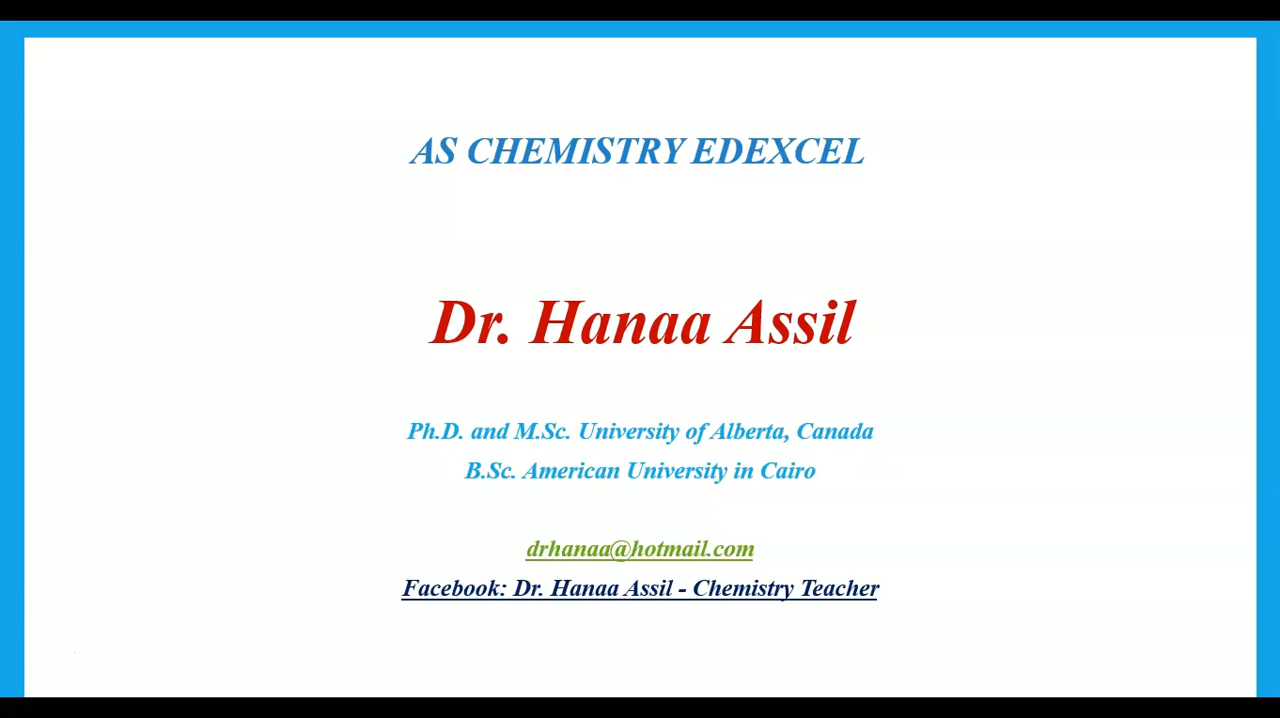 AS CHEMISTRY EDEXCEL
Dr. Hanaa Assil
Ph.D. and M.Sc. University of Alberta, Canada
B.Sc. American University in Cairo
drhanaa@hotmail.com
Facebook: Dr. Hanaa Assil - Chemistry Teacher